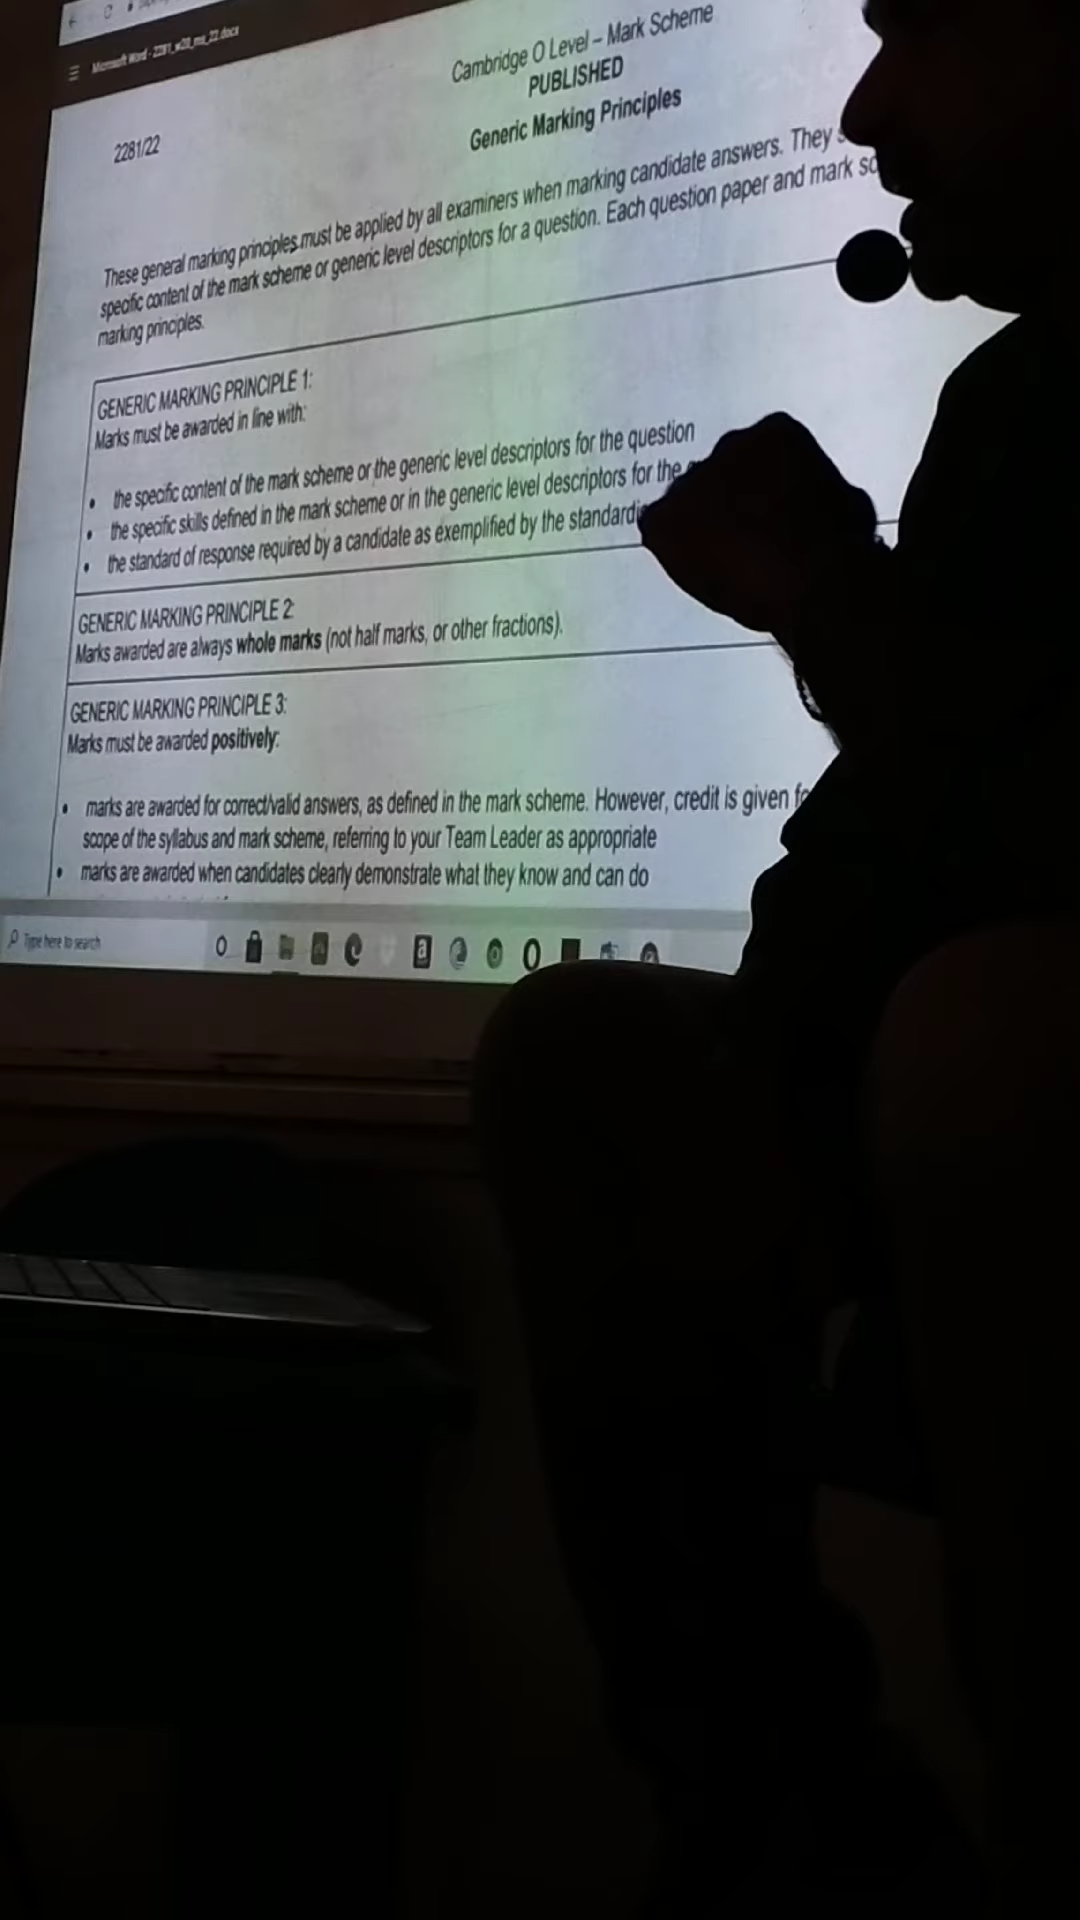 Microsoft Word - 2281_w20_ms_22.docx
Cambridge O Level – Mark Scheme
2281/22
PUBLISHED
Generic Marking Principles
These general marking principles must be applied by all examiners when marking candidate answers. They
specific content of the mark scheme or generic level descriptors for a question. Each question paper and mark
marking principles.
GENERIC MARKING PRINCIPLE 1:
Marks must be awarded in line with:
• the specific content of the mark scheme or the generic level descriptors for the question
• the specific skills defined in the mark scheme or in the generic level descriptors for the
• the standard of response required by a candidate as exemplified by the
GENERIC MARKING PRINCIPLE 2:
Marks awarded are always whole marks (not half marks, or other fractions).
GENERIC MARKING PRINCIPLE 3:
Marks must be awarded positively:
• marks are awarded for correct/valid answers, as defined in the mark scheme. However, credit is given
scope of the syllabus and mark scheme, referring to your Team Leader as appropriate
• marks are awarded when candidates clearly demonstrate what they know and can do
Type here to search
a